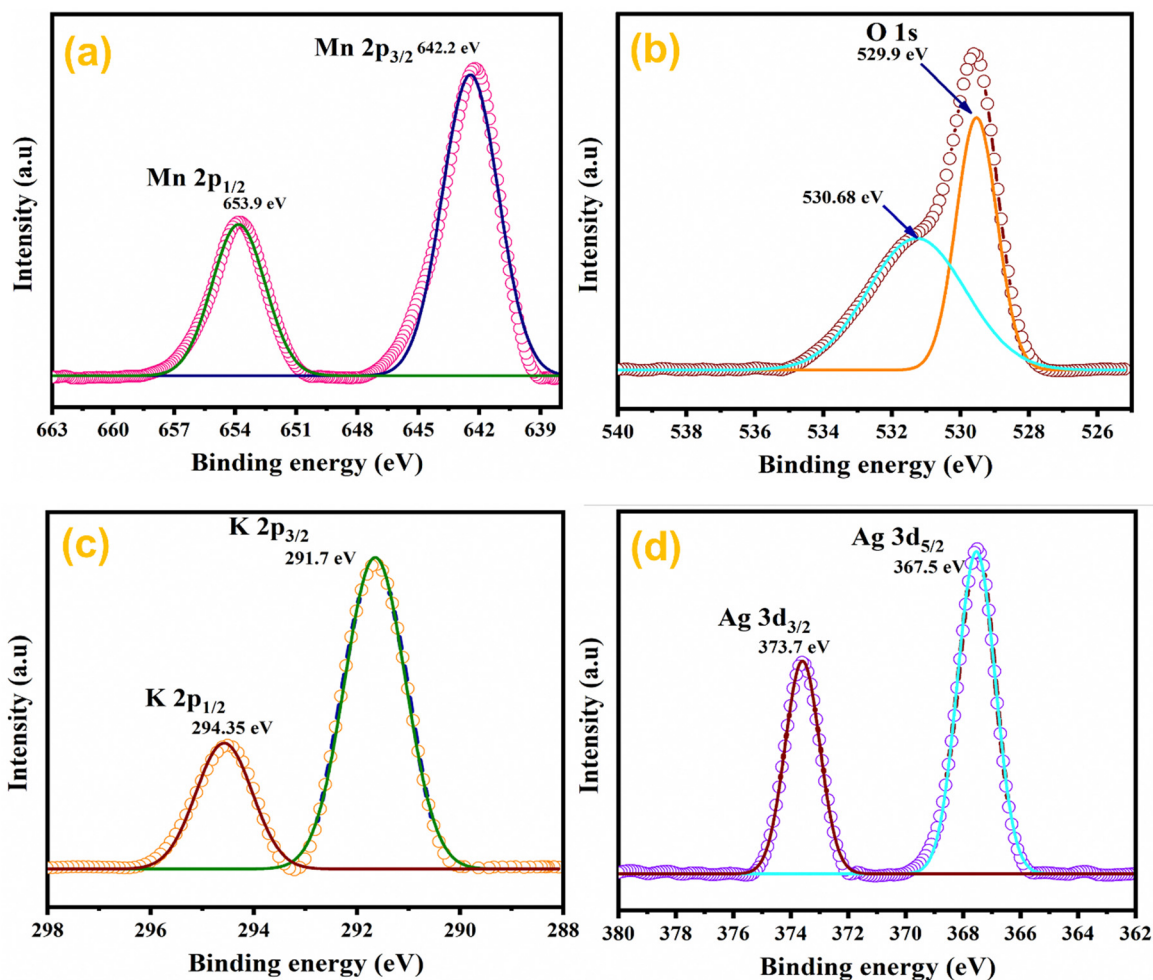 (a)
Mn 2p3/2 642.2 eV
Mn 2p1/2
653.9 eV
Intensity (a.u)
663 660 657 654 651 648 645 642 639
Binding energy (eV)
(b)
O 1s
529.9 eV
530.68 eV
Intensity (a.u)
540 538 536 534 532 530 528 526
Binding energy (eV)
(c)
K 2p3/2
291.7 eV
K 2p1/2
294.35 eV
Intensity (a.u)
298 296 294 292 290 288
Binding energy (eV)
(d)
Ag 3d5/2
367.5 eV
Ag 3d3/2
373.7 eV
Intensity (a.u)
380 378 376 374 372 370 368 366 364 362
Binding energy (eV)